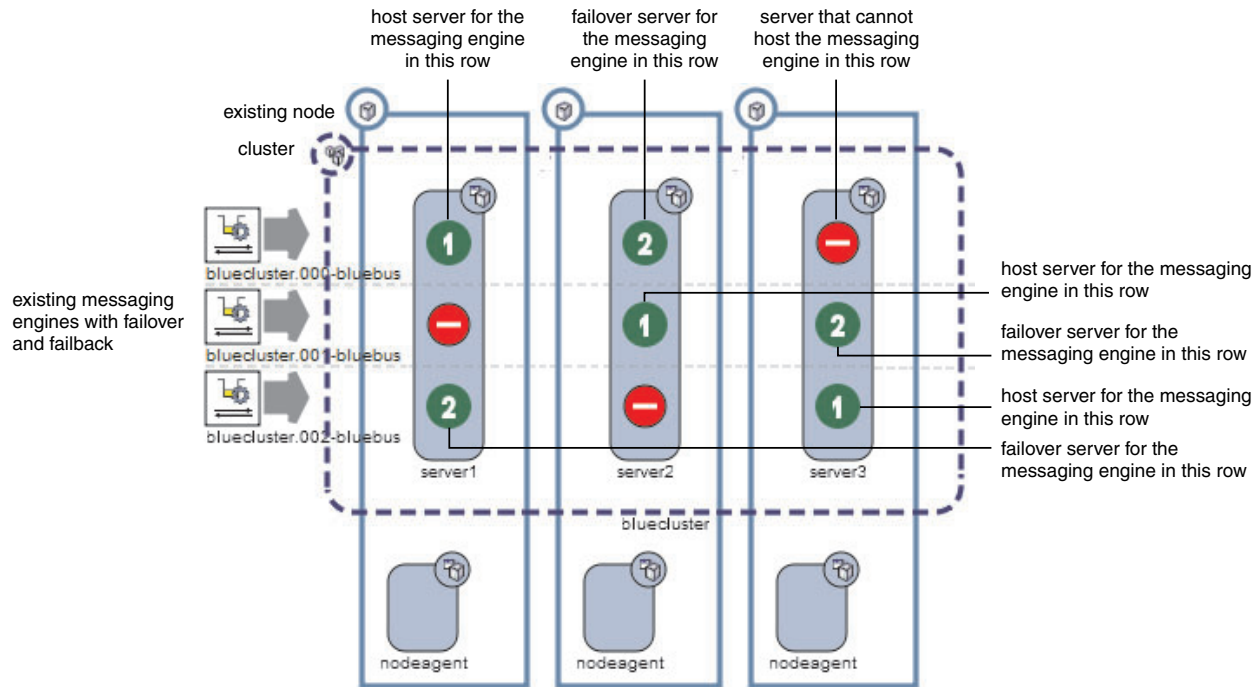 host server for the
messaging engine
in this row
failover server for
the messaging
engine in this row
server that cannot
host the messaging
engine in this row
existing node
cluster
1
2
bluecluster.000-bluebus
host server for the messaging
engine in this row
existing messaging
engines with failover
and failback
1
2
bluecluster.001-bluebus
failover server for the
messaging engine in this row
2
1
host server for the messaging
engine in this row
bluecluster.002-bluebus
failover server for the
messaging engine in this row
server1
server2
server3
bluecluster
nodeagent
nodeagent
nodeagent